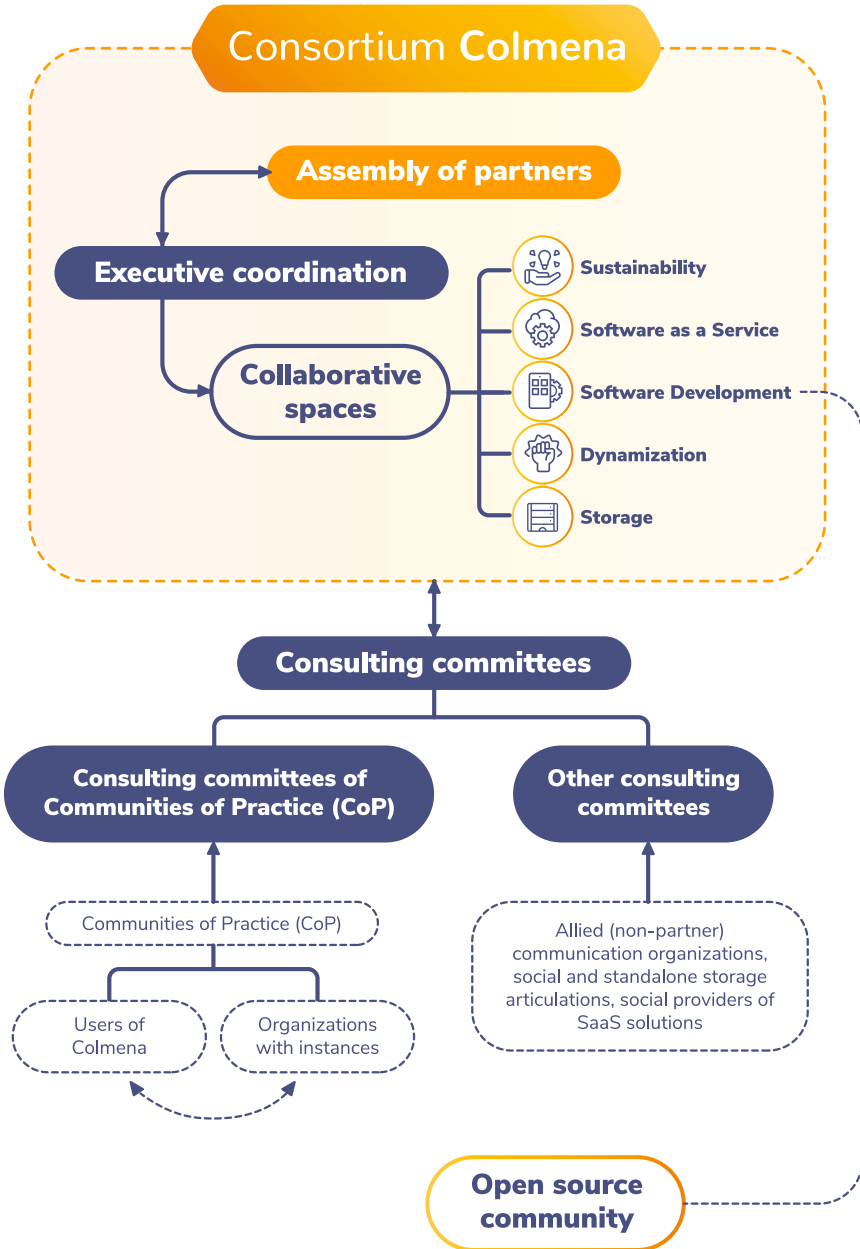 Consortium Colmena
Assembly of partners
Executive coordination
Collaborative
spaces
Sustainability
Software as a Service
Software Development
Dynamization
Storage
Consulting committees
Consulting committees of
Communities of Practice (CoP)
Other consulting
committees
Communities of Practice (CoP)
Users of
Colmena
Organizations
with instances
Allied (non-partner)
communication organizations,
social and standalone storage
articulations, social providers of
SaaS solutions
Open source
community